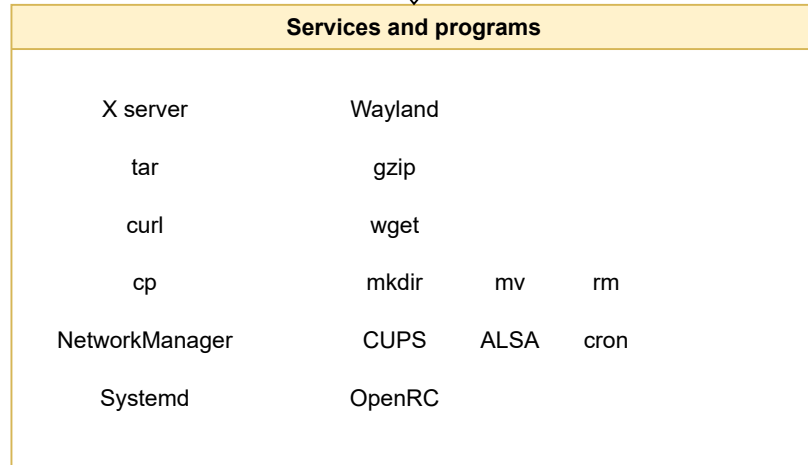 Services and programs
X server Wayland
tar gzip
curl wget
cp mkdir mv rm
NetworkManager CUPS ALSA cron
Systemd OpenRC